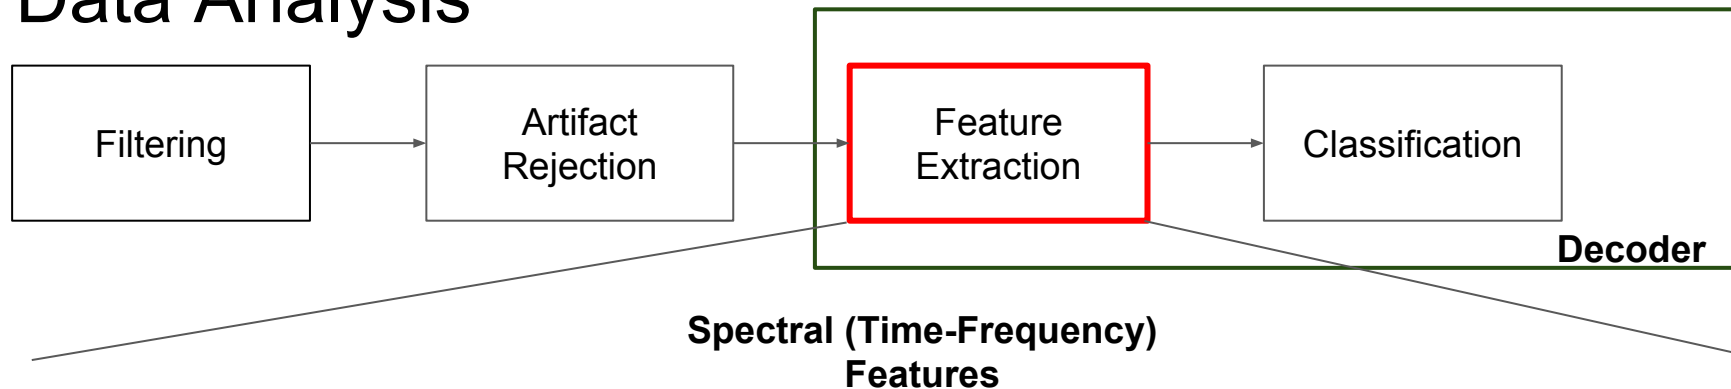 Data Analysis
Filtering
Artifact
Rejection
Feature
Extraction
Classification
Decoder
Spectral (Time-Frequency)
Features